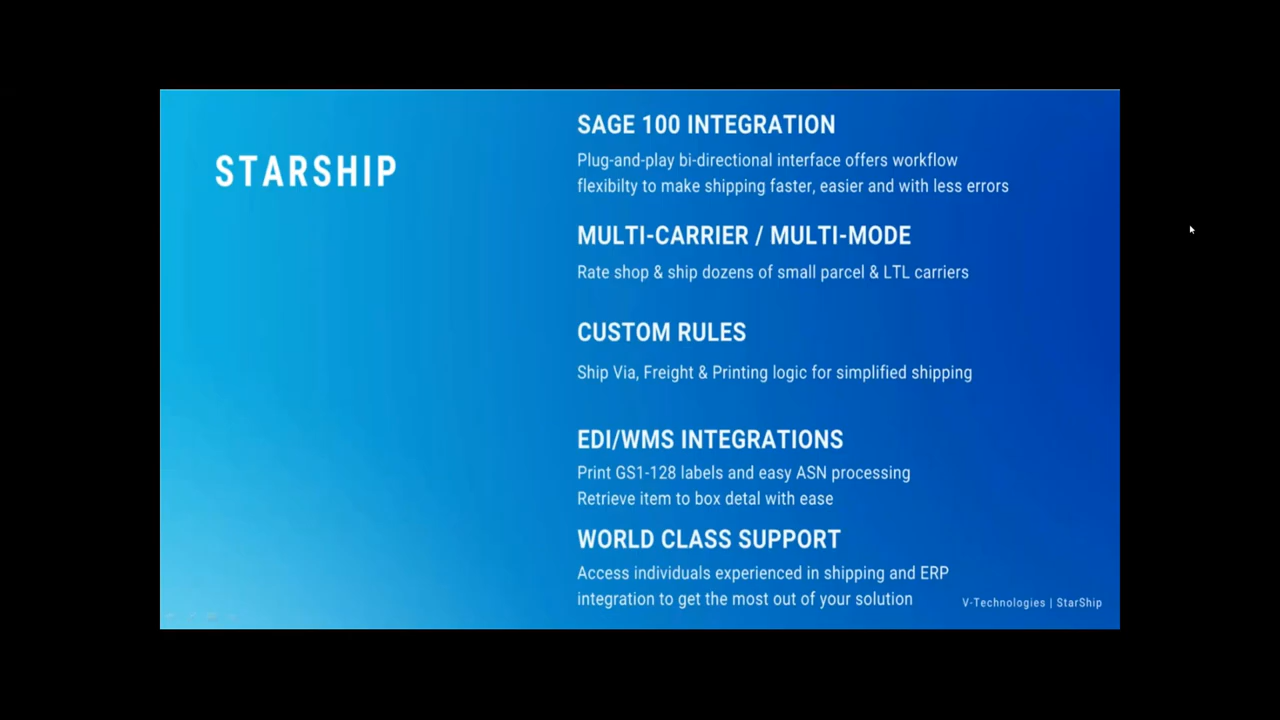 STARSHIP
SAGE 100 INTEGRATION
Plug-and-play bi-directional interface offers workflow
flexibilty to make shipping faster, easier and with less errors
MULTI-CARRIER / MULTI-MODE
Rate shop & ship dozens of small parcel & LTL carriers
CUSTOM RULES
Ship Via, Freight & Printing logic for simplified shipping
EDI/WMS INTEGRATIONS
Print GS1-128 labels and easy ASN processing
Retrieve item to box detal with ease
WORLD CLASS SUPPORT
Access individuals experienced in shipping and ERP
integration to get the most out of your solution
V-Technologies | StarShip